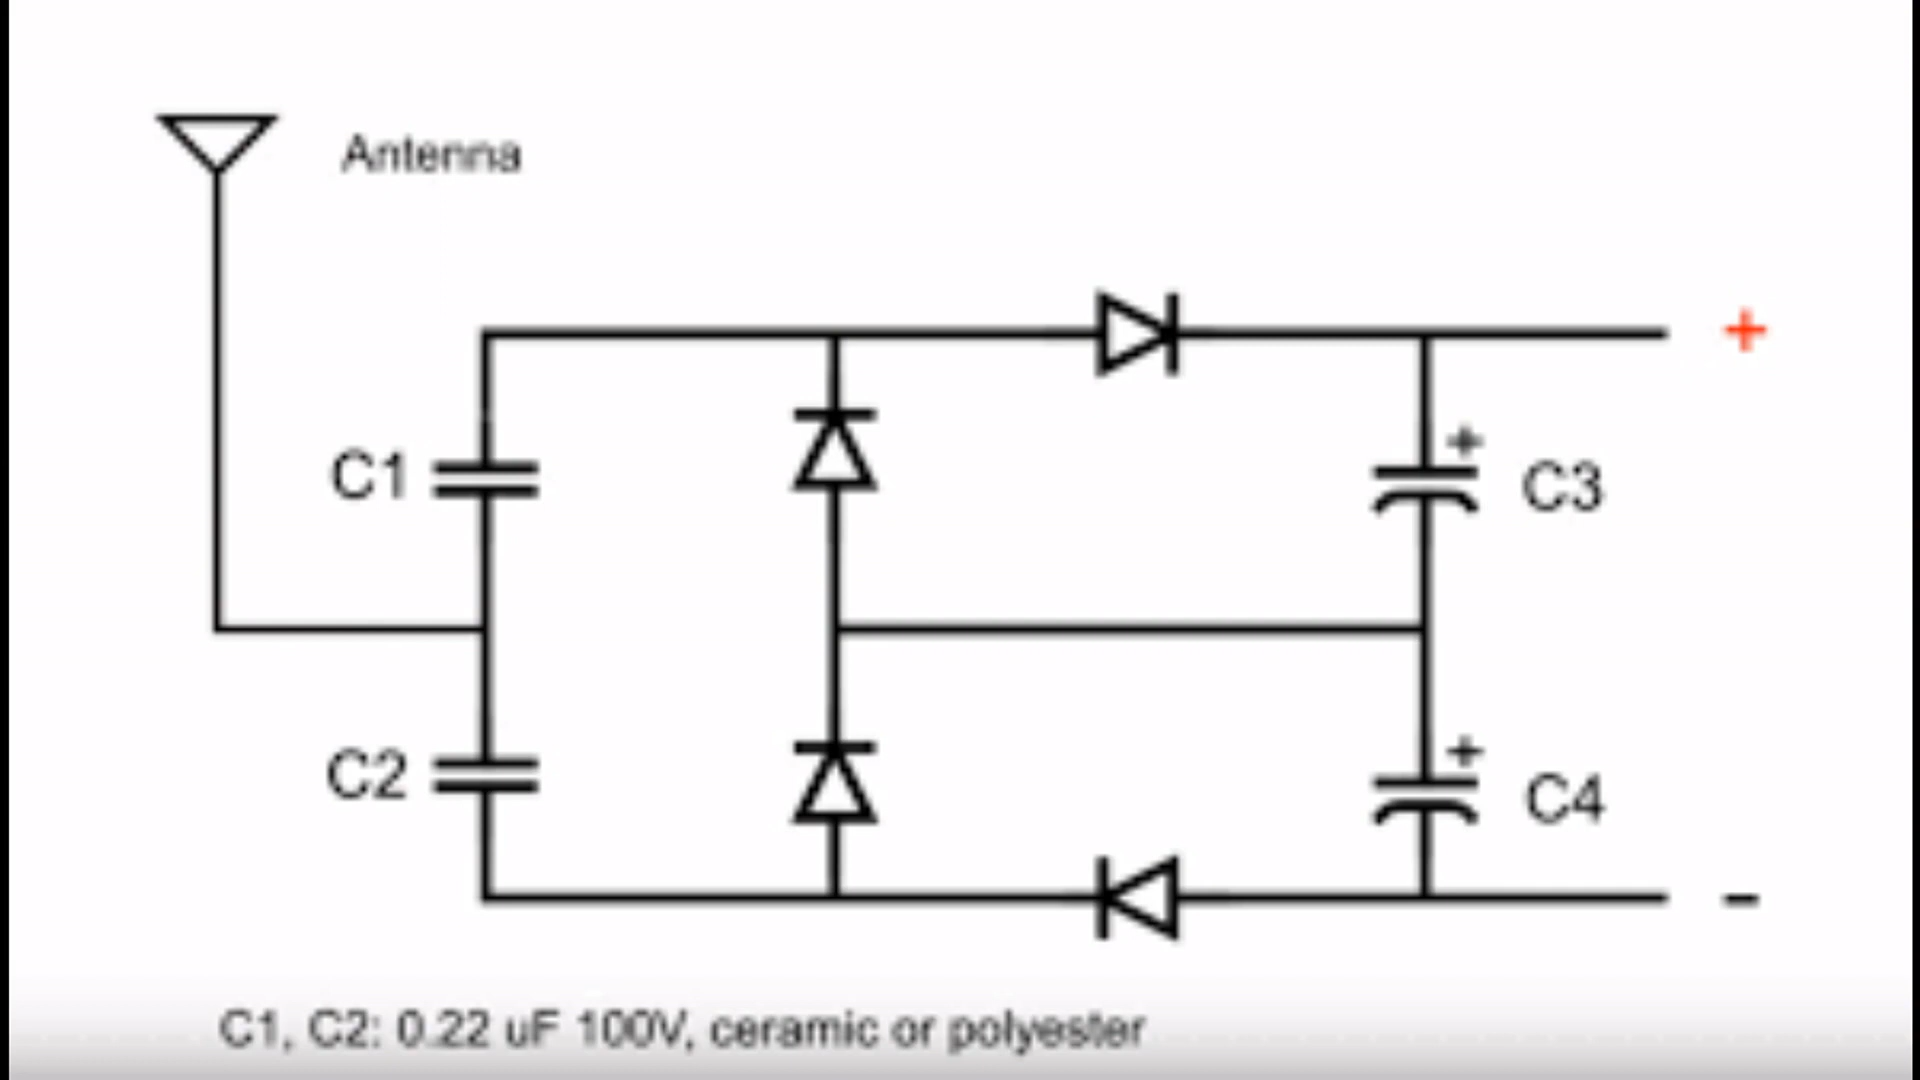 Antenna
+
C1
+
C3
C2
+
C4
-
C1, C2: 0.22 uF 100V, ceramic or polyester